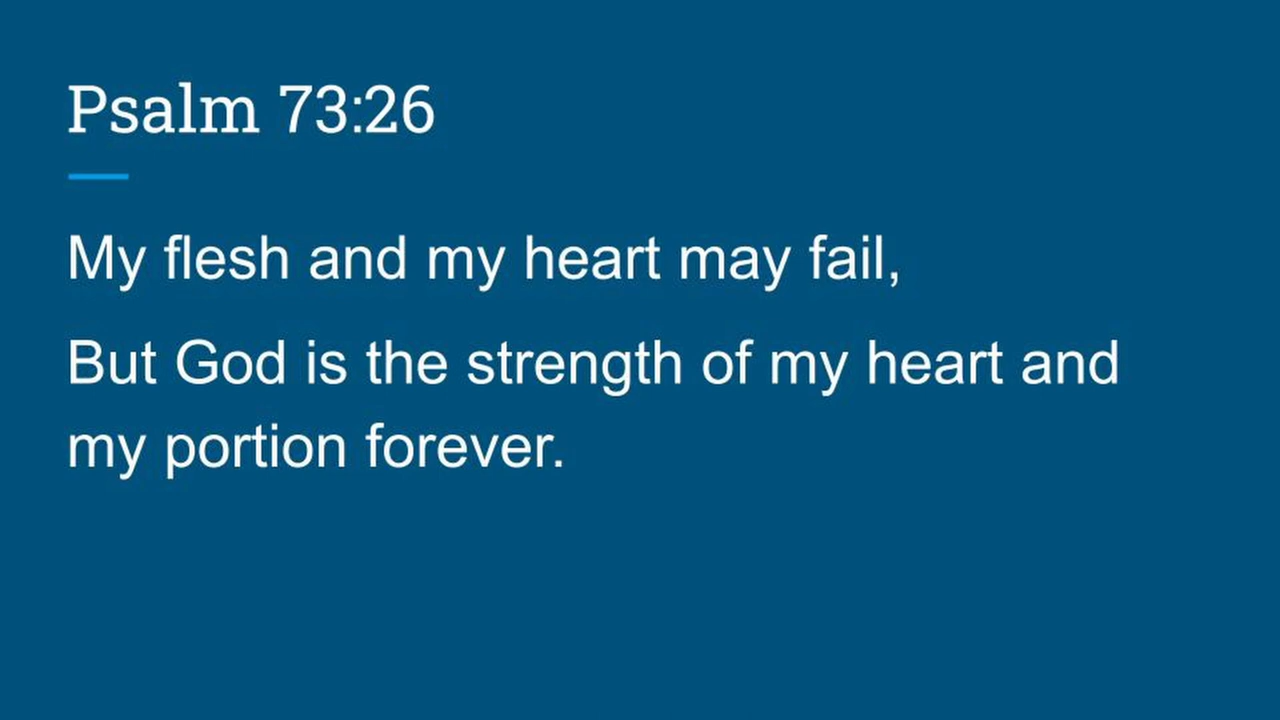 Psalm 73:26
My flesh and my heart may fail,
But God is the strength of my heart and
my portion forever.